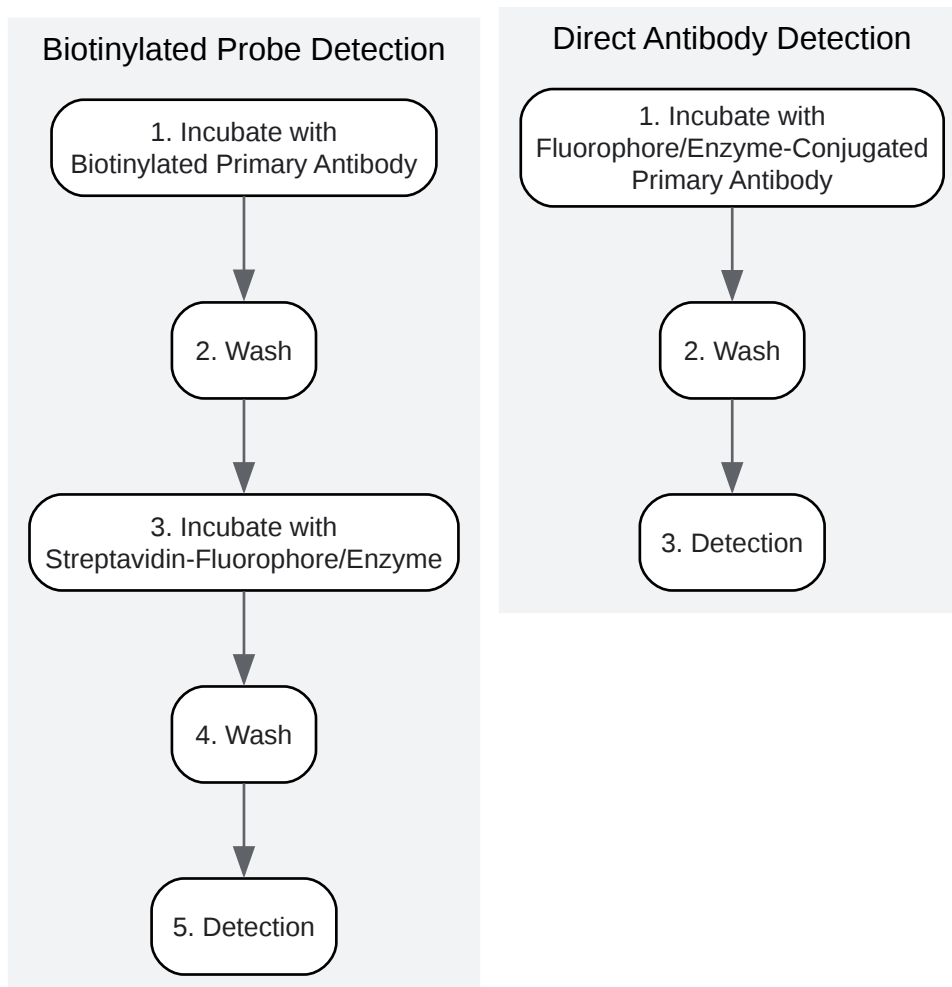 Biotinylated Probe Detection
1. Incubate with
Biotinylated Primary Antibody
2. Wash
3. Incubate with
Streptavidin-Fluorophore/Enzyme
4. Wash
5. Detection
Direct Antibody Detection
1. Incubate with
Fluorophore/Enzyme-Conjugated
Primary Antibody
2. Wash
3. Detection